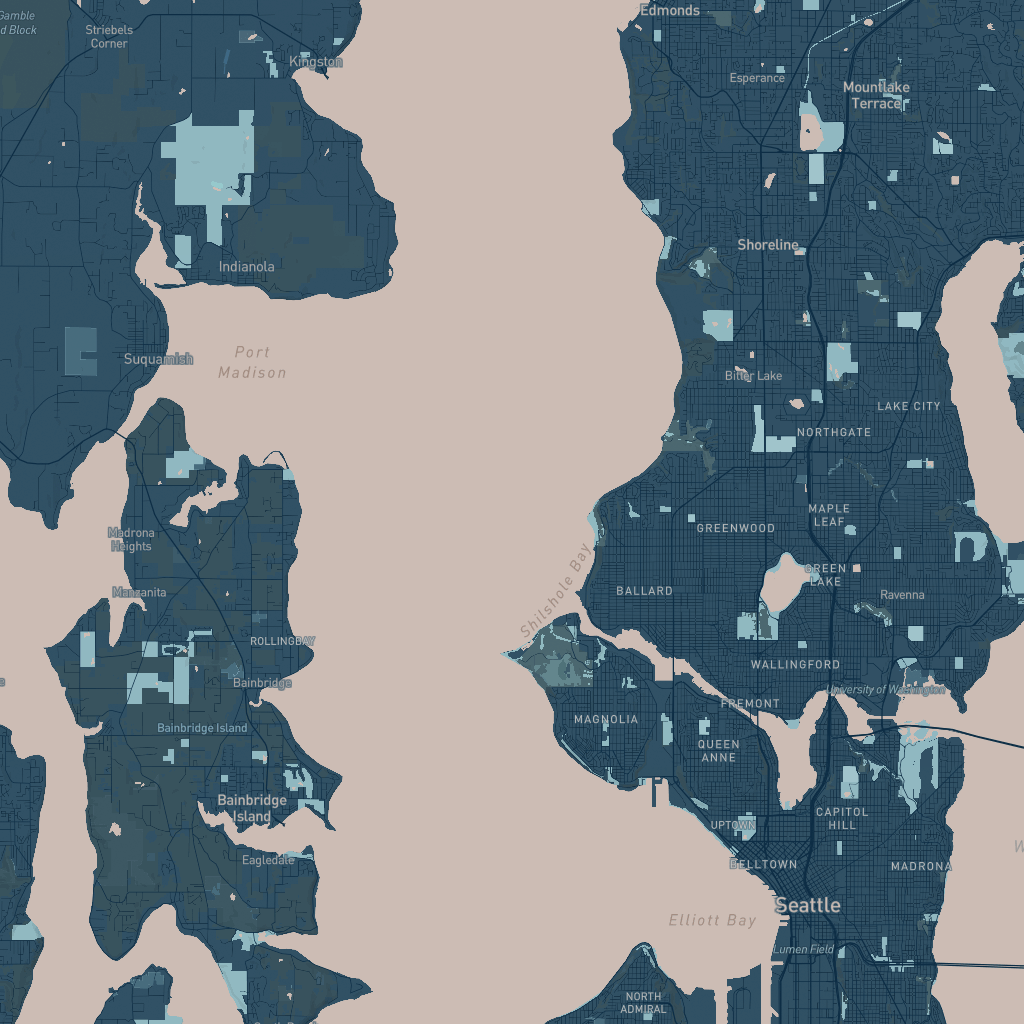 Gamble
d Block
Striebels
Corner
Kingston
Edmonds
Esperance
Mountlake
Terrace
Shoreline
Indianola
Suquamish
Port
Madison
Bitter Lake
LAKE CITY
NORTHGATE
MAPLE
LEAF
GREENWOOD
Madrona
Heights
Manzanita
Shilshole Bay
BALLARD
GREEN
LAKE
Ravenna
ROLLINGBAY
Bainbridge
WALLINGFORD
University of Washington
FREMONT
MAGNOLIA
Bainbridge Island
QUEEN
ANNE
Bainbridge
Island
CAPITOL
HILL
UPTOWN
Eagledale
BELLTOWN
MADRONA
Seattle
Elliott Bay
Lumen Field
NORTH
ADMIRAL